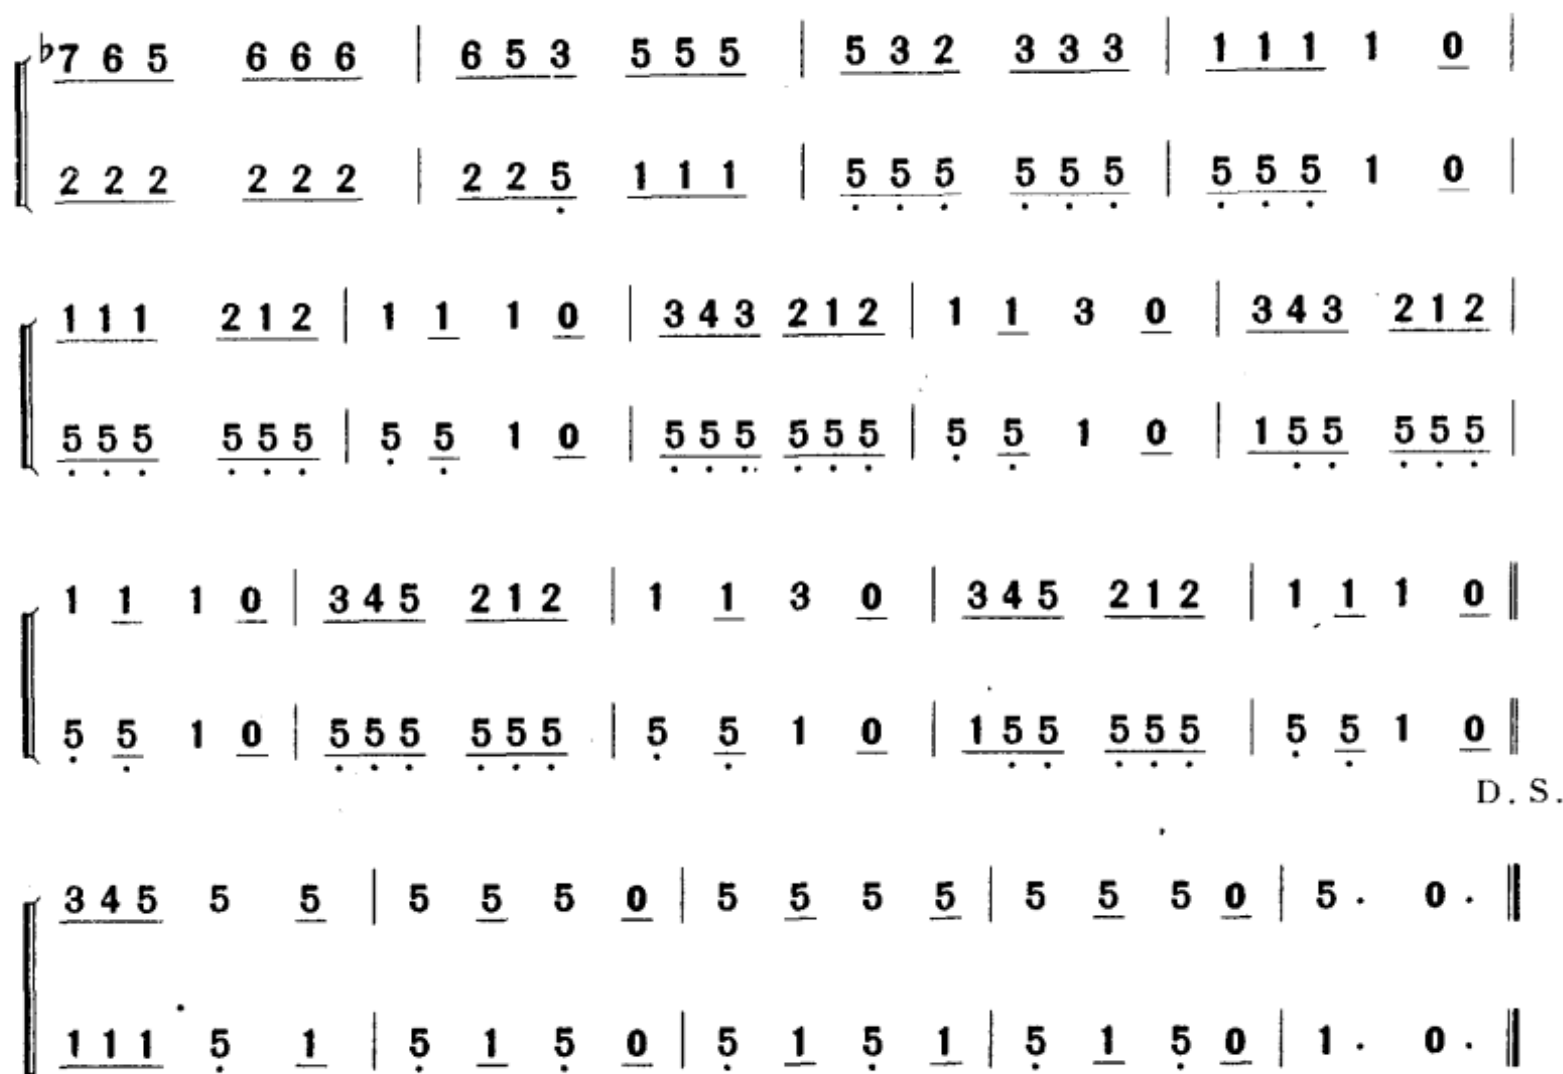 ♭7 6 5 6 6 6 | 6 5 3 5 5 5 | 5 3 2 3 3 3 | 1 1 1 1 0 |
2 2 2 2 2 2 | 2 2 5̣ 1 1 1 | 5̣ 5̣ 5̣ 5̣ 5̣ 5̣ | 5̣ 5̣ 5̣ 1 0 |
1 1 1 2 1 2 | 1 1 1 0 | 3 4 3 2 1 2 | 1 1 3 0 | 3 4 3 2 1 2 |
5̣ 5̣ 5̣ 5̣ 5̣ 5̣ | 5̣ 5̣ 1 0 | 5̣ 5̣ 5̣ 5̣ 5̣ 5̣ | 5̣ 5̣ 1 0 | 1 5̣ 5̣ 5̣ 5̣ 5̣ |
1 1 1 0 | 3 4 5 2 1 2 | 1 1 3 0 | 3 4 5 2 1 2 | 1 1 1 0 ‖
5̣ 5̣ 1 0 | 5̣ 5̣ 5̣ 5̣ 5̣ 5̣ | 5̣ 5̣ 1 0 | 1 5̣ 5̣ 5̣ 5̣ 5̣ | 5̣ 5̣ 1 0 ‖
D. S.
3 4 5 5 5 | 5 5 5 0 | 5 5 5 5 | 5 5 5 0 | 5 . 0 . ‖
1 1 1 5̣ 1 | 5̣ 1 5̣ 0 | 5̣ 1 5̣ 1 | 5̣ 1 5̣ 0 | 1 . 0 . ‖